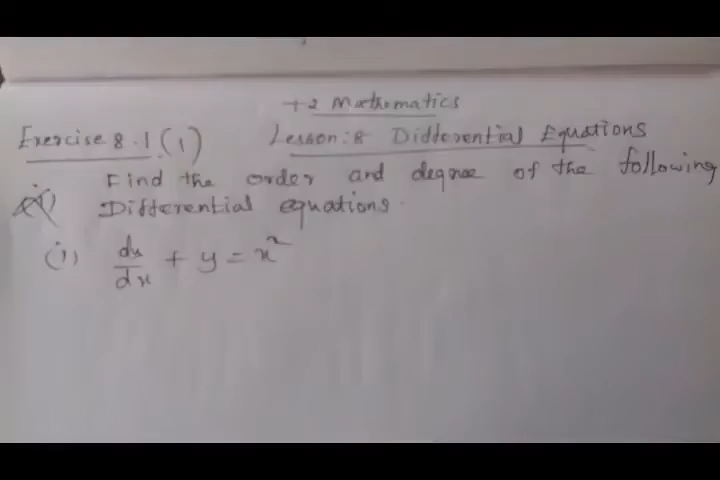 +2 Mathematics
Exercise 8.1 (1) Lesson:8 Differential Equations
Find the order and degree of the following
Differential equations.
(i) dy/dx + y = x²